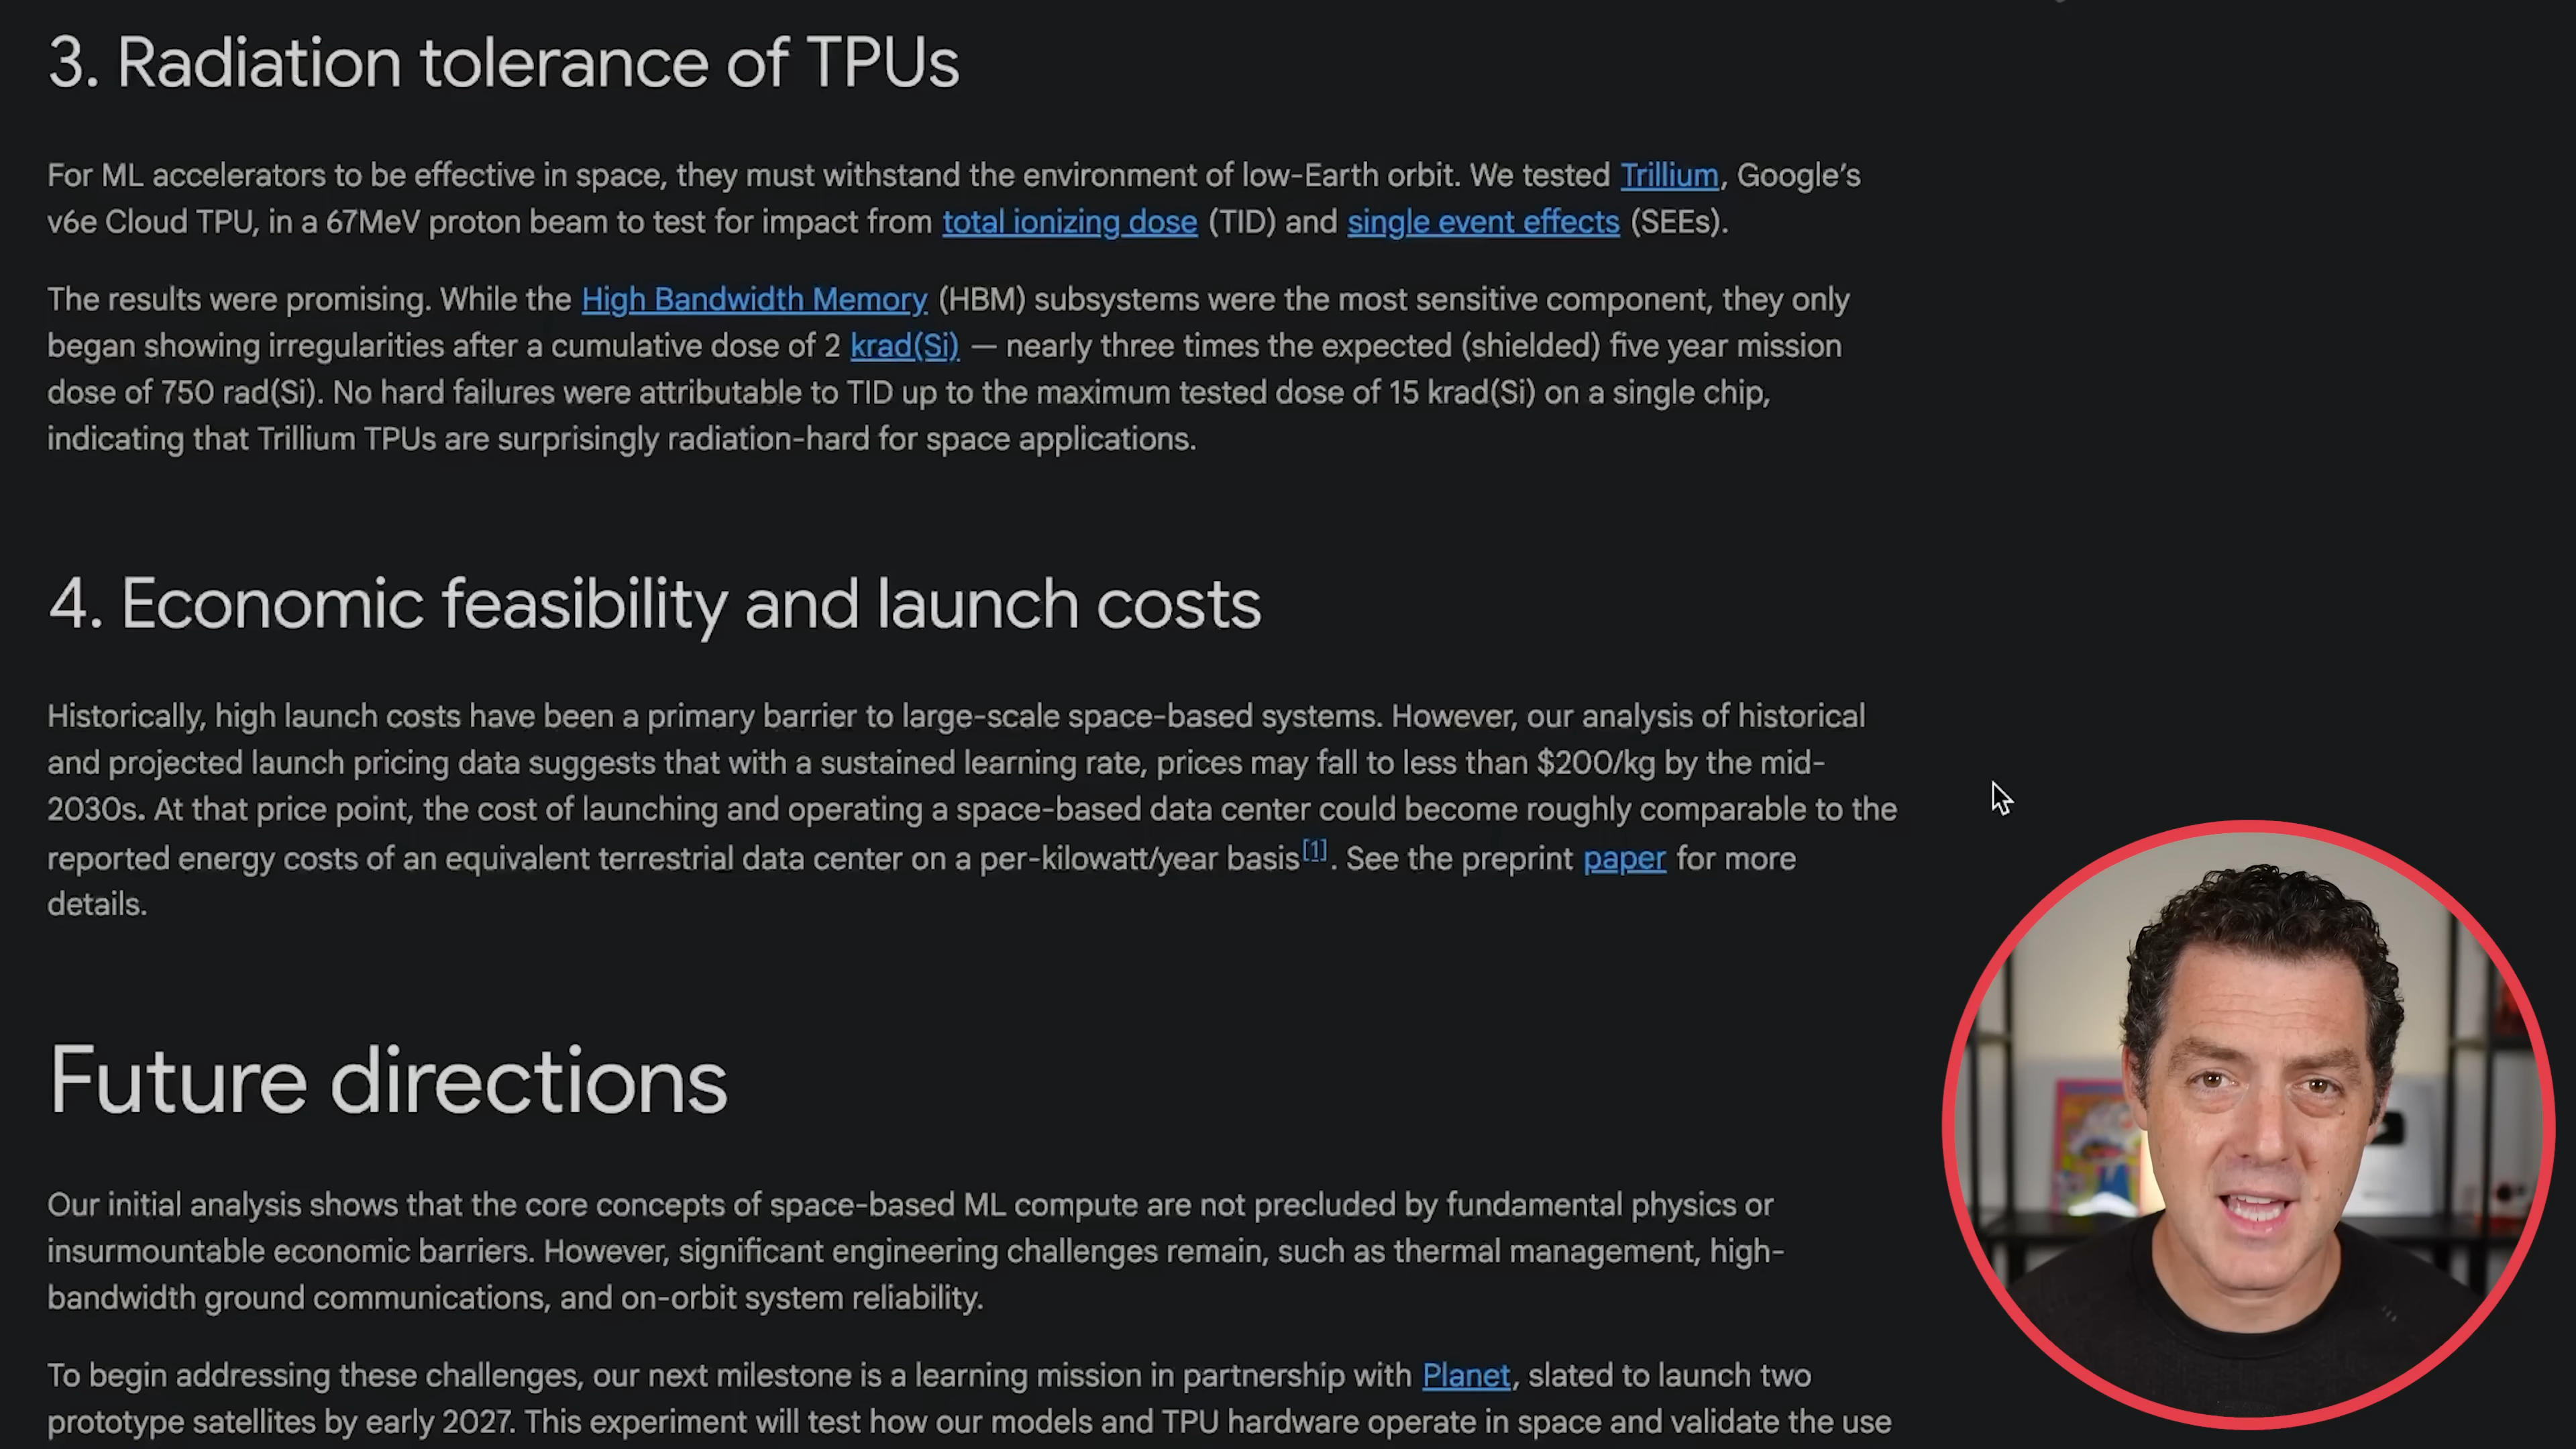 3. Radiation tolerance of TPUs
For ML accelerators to be effective in space, they must withstand the environment of low-Earth orbit. We tested Trillium, Google’s
v6e Cloud TPU, in a 67MeV proton beam to test for impact from total ionizing dose (TID) and single event effects (SEEs).
The results were promising. While the High Bandwidth Memory (HBM) subsystems were the most sensitive component, they only
began showing irregularities after a cumulative dose of 2 krad(Si) — nearly three times the expected (shielded) five year mission
dose of 750 rad(Si). No hard failures were attributable to TID up to the maximum tested dose of 15 krad(Si) on a single chip,
indicating that Trillium TPUs are surprisingly radiation-hard for space applications.
4. Economic feasibility and launch costs
Historically, high launch costs have been a primary barrier to large-scale space-based systems. However, our analysis of historical
and projected launch pricing data suggests that with a sustained learning rate, prices may fall to less than $200/kg by the mid-
2030s. At that price point, the cost of launching and operating a space-based data center could become roughly comparable to the
reported energy costs of an equivalent terrestrial data center on a per-kilowatt/year basis[1]. See the preprint paper for more
details.
Future directions
Our initial analysis shows that the core concepts of space-based ML compute are not precluded by fundamental physics or
insurmountable economic barriers. However, significant engineering challenges remain, such as thermal management, high-
bandwidth ground communications, and on-orbit system reliability.
To begin addressing these challenges, our next milestone is a learning mission in partnership with Planet, slated to launch two
prototype satellites by early 2027. This experiment will test how our models and TPU hardware operate in space and validate the use